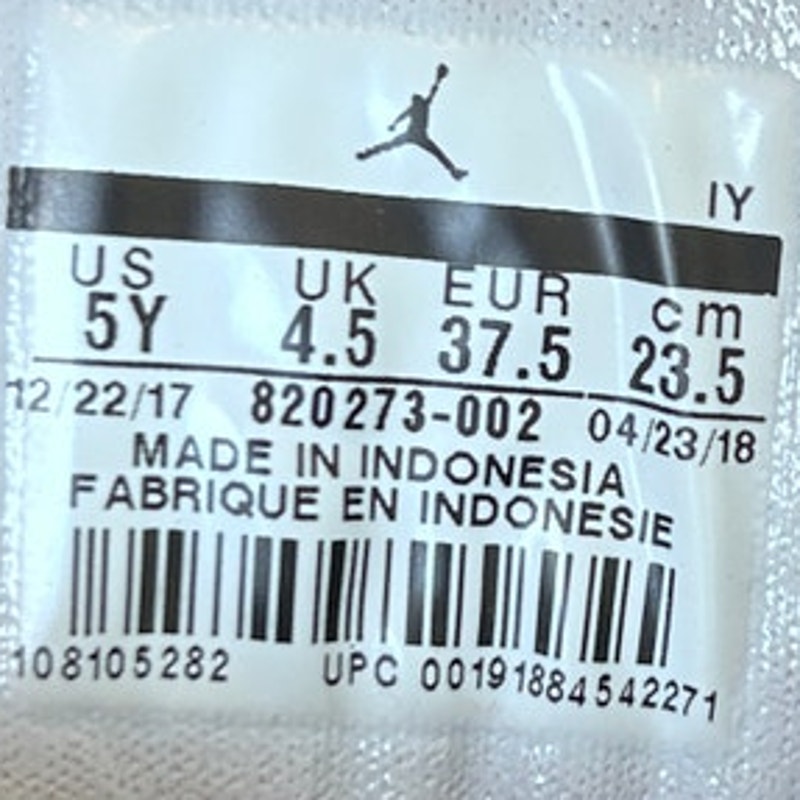 IY
US UK EUR cm
5Y 4.5 37.5 23.5
12/22/17 820273-002 04/23/18
MADE IN INDONESIA
FABRIQUE EN INDONESIE
108105282 UPC 00191884542271